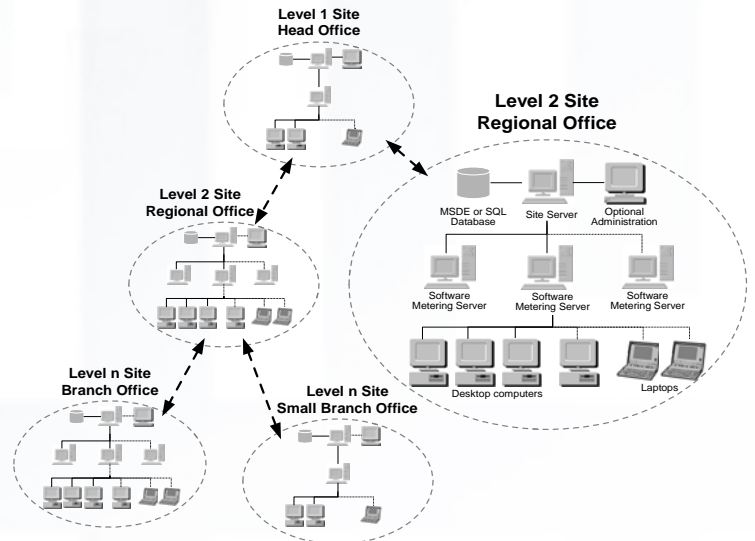 Level 1 Site
Head Office
Level 2 Site
Regional Office
MSDE or SQL
Database
Site Server
Optional
Administration
Software
Metering Server
Software
Metering Server
Software
Metering Server
Desktop computers
Laptops
Level 2 Site
Regional Office
Level n Site
Branch Office
Level n Site
Small Branch Office